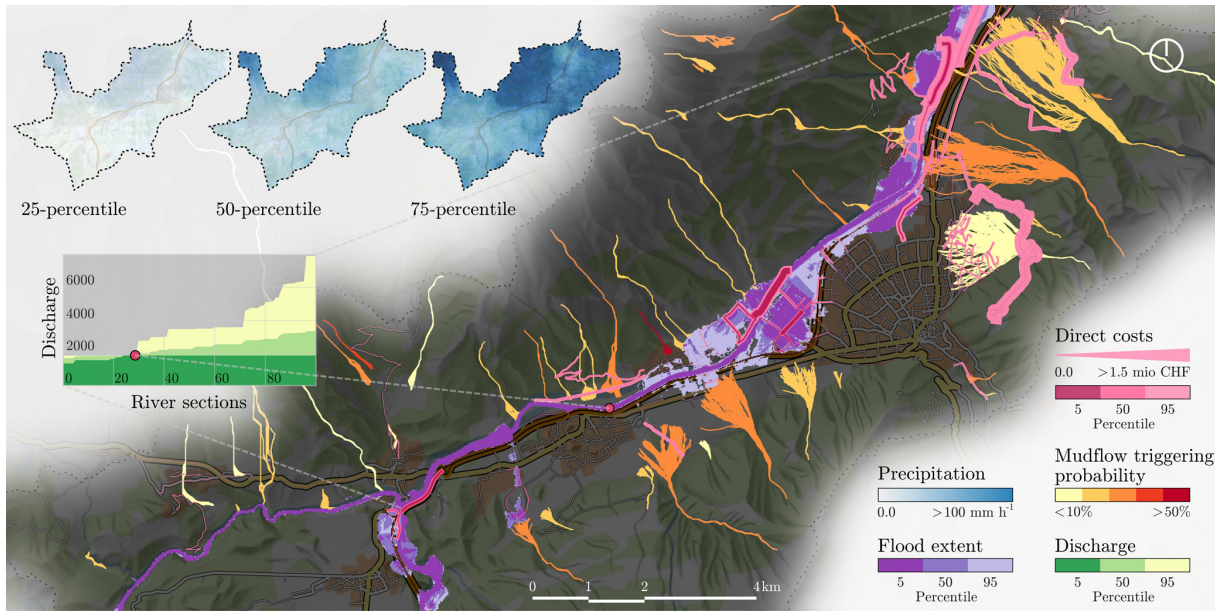 25-percentile
50-percentile
75-percentile
Discharge
6000
4000
2000
0
20
40
60
80
River sections
Direct costs
0.0 >1.5 mio CHF
5 50 95
Percentile
Precipitation
0.0 >100 mm h⁻¹
Mudflow triggering
probability
<10% >50%
Flood extent
5 50 95
Percentile
Discharge
5 50 95
Percentile
0 1 2 4 km